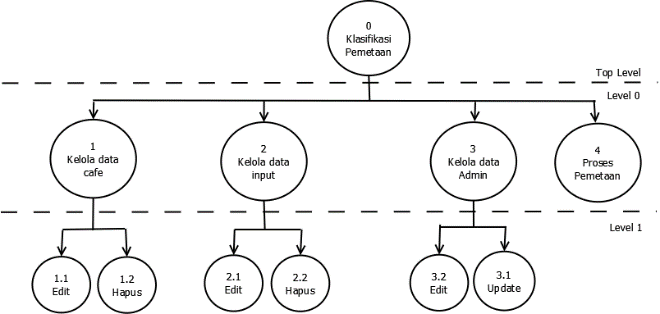 0
Klasifikasi
Pemetaan
Top Level
Level 0
1
Kelola data
cafe
2
Kelola data
input
3
Kelola data
Admin
4
Proses
Pemetaan
Level 1
1.1
Edit
1.2
Hapus
2.1
Edit
2.2
Hapus
3.2
Edit
3.1
Update